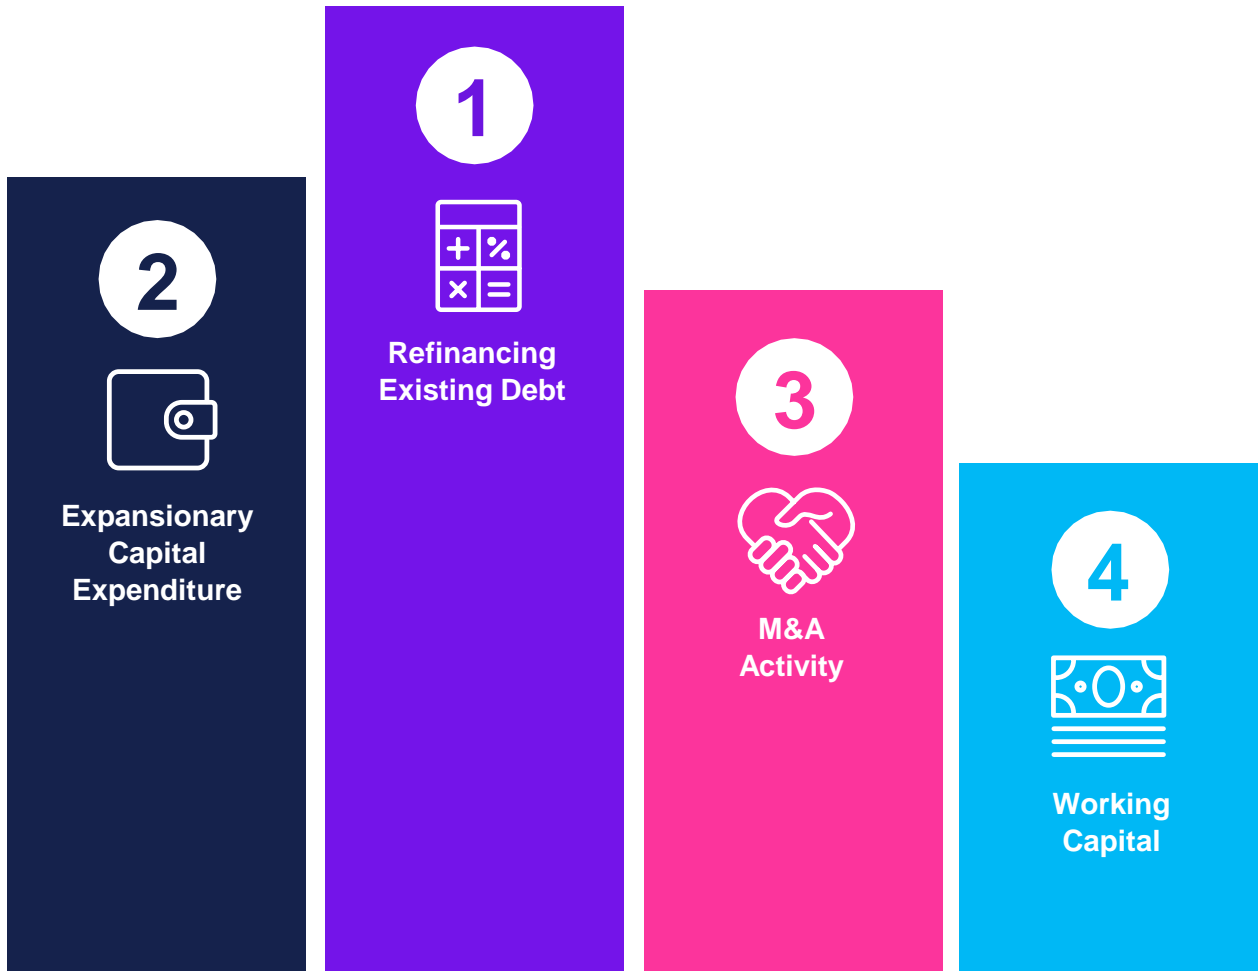 2
Expansionary
Capital
Expenditure
1
Refinancing
Existing Debt
3
M&A
Activity
4
Working
Capital